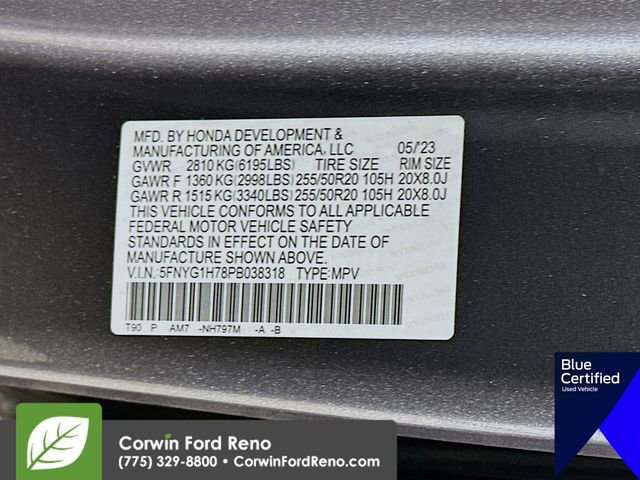 MFD. BY HONDA DEVELOPMENT &
MANUFACTURING OF AMERICA, LLC 05/'23
GVWR 2810 KG(6195LBS) TIRE SIZE RIM SIZE
GAWR F 1360 KG(2998LBS) 255/50R20 105H 20X8.0J
GAWR R 1515 KG(3340LBS) 255/50R20 105H 20X8.0J
THIS VEHICLE CONFORMS TO ALL APPLICABLE
FEDERAL MOTOR VEHICLE SAFETY
STANDARDS IN EFFECT ON THE DATE OF
MANUFACTURE SHOWN ABOVE.
V.I.N.:5FNYG1H78PB038318 TYPE:MPV
T90 P AM7 -NH797M -A -B
Blue
Certified
Used Vehicle
Corwin Ford Reno
(775) 329-8800 • CorwinFordReno.com